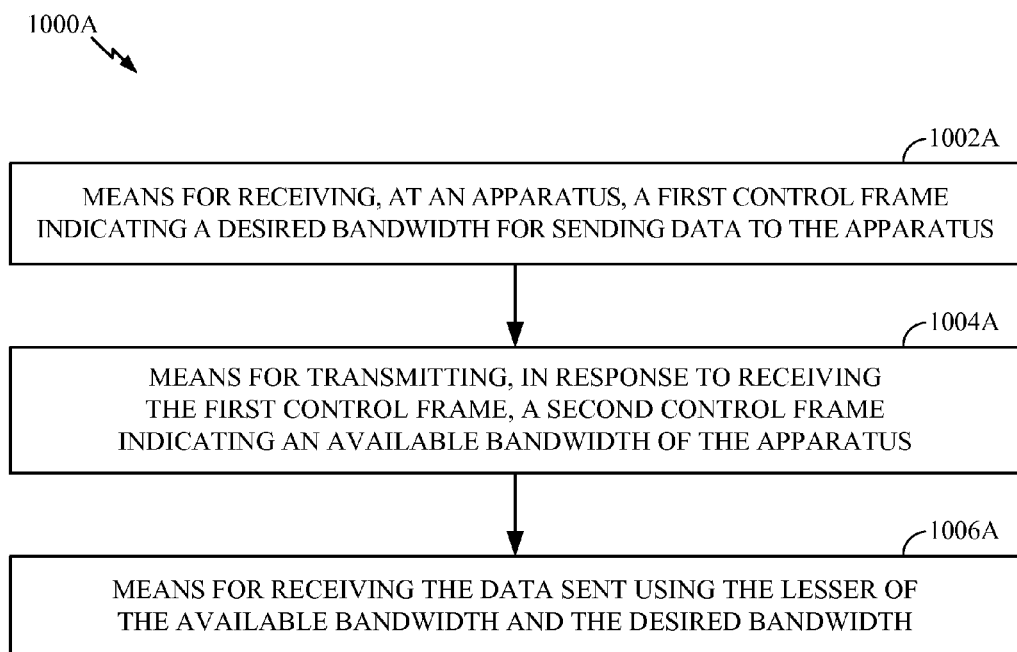 1000A
1002A
MEANS FOR RECEIVING, AT AN APPARATUS, A FIRST CONTROL FRAME
INDICATING A DESIRED BANDWIDTH FOR SENDING DATA TO THE APPARATUS
1004A
MEANS FOR TRANSMITTING, IN RESPONSE TO RECEIVING
THE FIRST CONTROL FRAME, A SECOND CONTROL FRAME
INDICATING AN AVAILABLE BANDWIDTH OF THE APPARATUS
1006A
MEANS FOR RECEIVING THE DATA SENT USING THE LESSER OF
THE AVAILABLE BANDWIDTH AND THE DESIRED BANDWIDTH